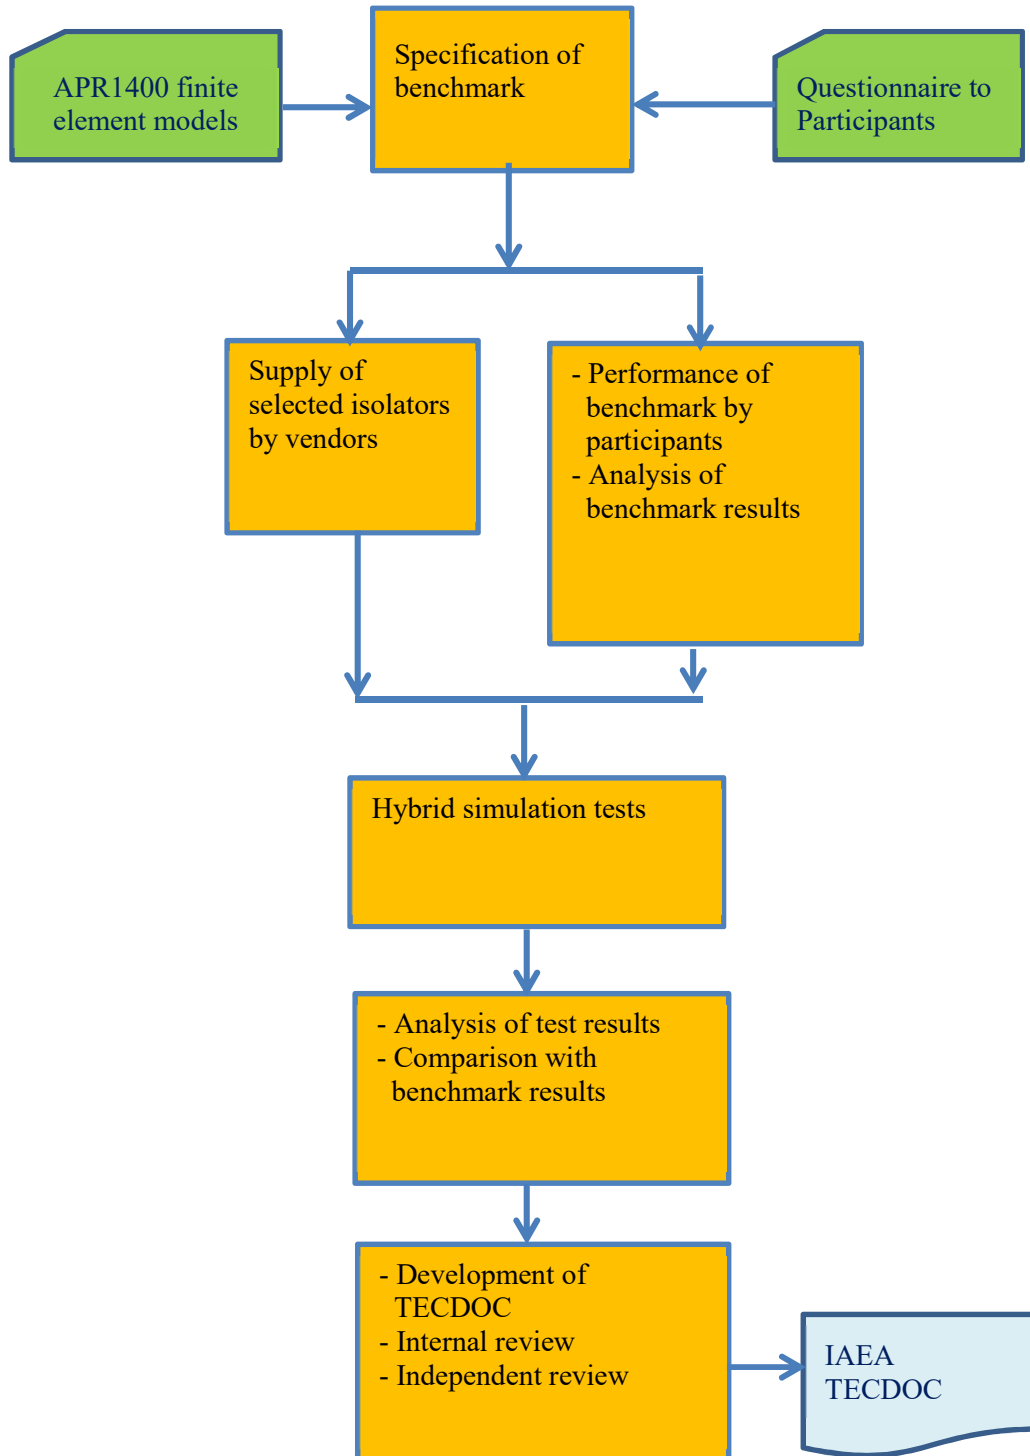 APR1400 finite
element models
Specification of
benchmark
Questionnaire to
Participants
Supply of
selected isolators
by vendors
- Performance of
benchmark by
participants
- Analysis of
benchmark results
Hybrid simulation tests
- Analysis of test results
- Comparison with
benchmark results
- Development of
TECDOC
- Internal review
- Independent review
IAEA
TECDOC